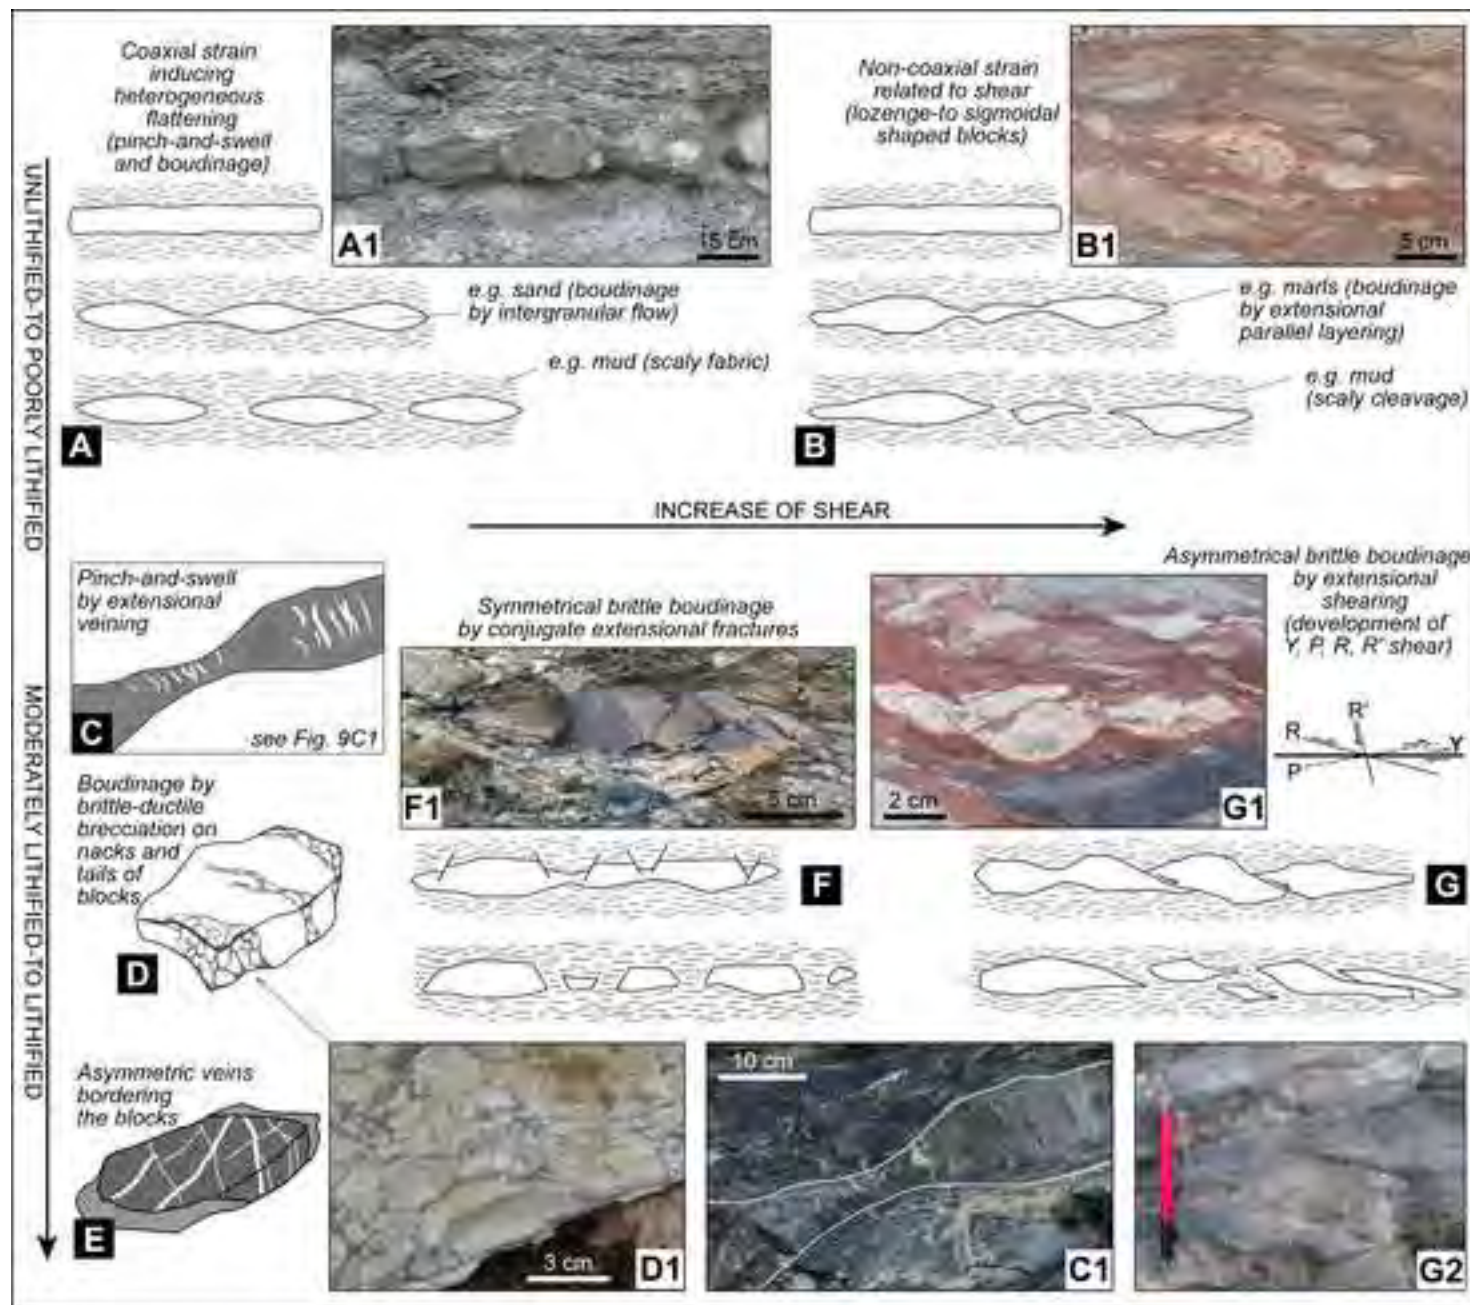 Coaxial strain
inducing
heterogeneous
flattening
(pinch-and-swell
and boudinage)
A1
15 cm
Non-coaxial strain
related to shear
(lozenge-to sigmoidal
shaped blocks)
B1
5 cm
e.g. sand (boudinage
by intergranular flow)
e.g. mud (scaly fabric)
A
e.g. marls (boudinage
by extensional
parallel layering)
e.g. mud
(scaly cleavage)
B
UNLITHIFIED-TO POORLY LITHIFIED
INCREASE OF SHEAR
Pinch-and-swell
by extensional
veining
C
see Fig. 9C1
Symmetrical brittle boudinage
by conjugate extensional fractures
F1
5 cm
2 cm
G1
Asymmetrical brittle boudinage
by extensional
shearing
(development of
Y, P, R, R' shear)
R'
R
Y
P
MODERATELY LITHIFIED-TO LITHIFIED
Boudinage by
brittle-ductile
brecciation on
nacks and
tails of
blocks
D
F
G
Asymmetric veins
bordering
the blocks
E
3 cm
D1
10 cm
C1
G2